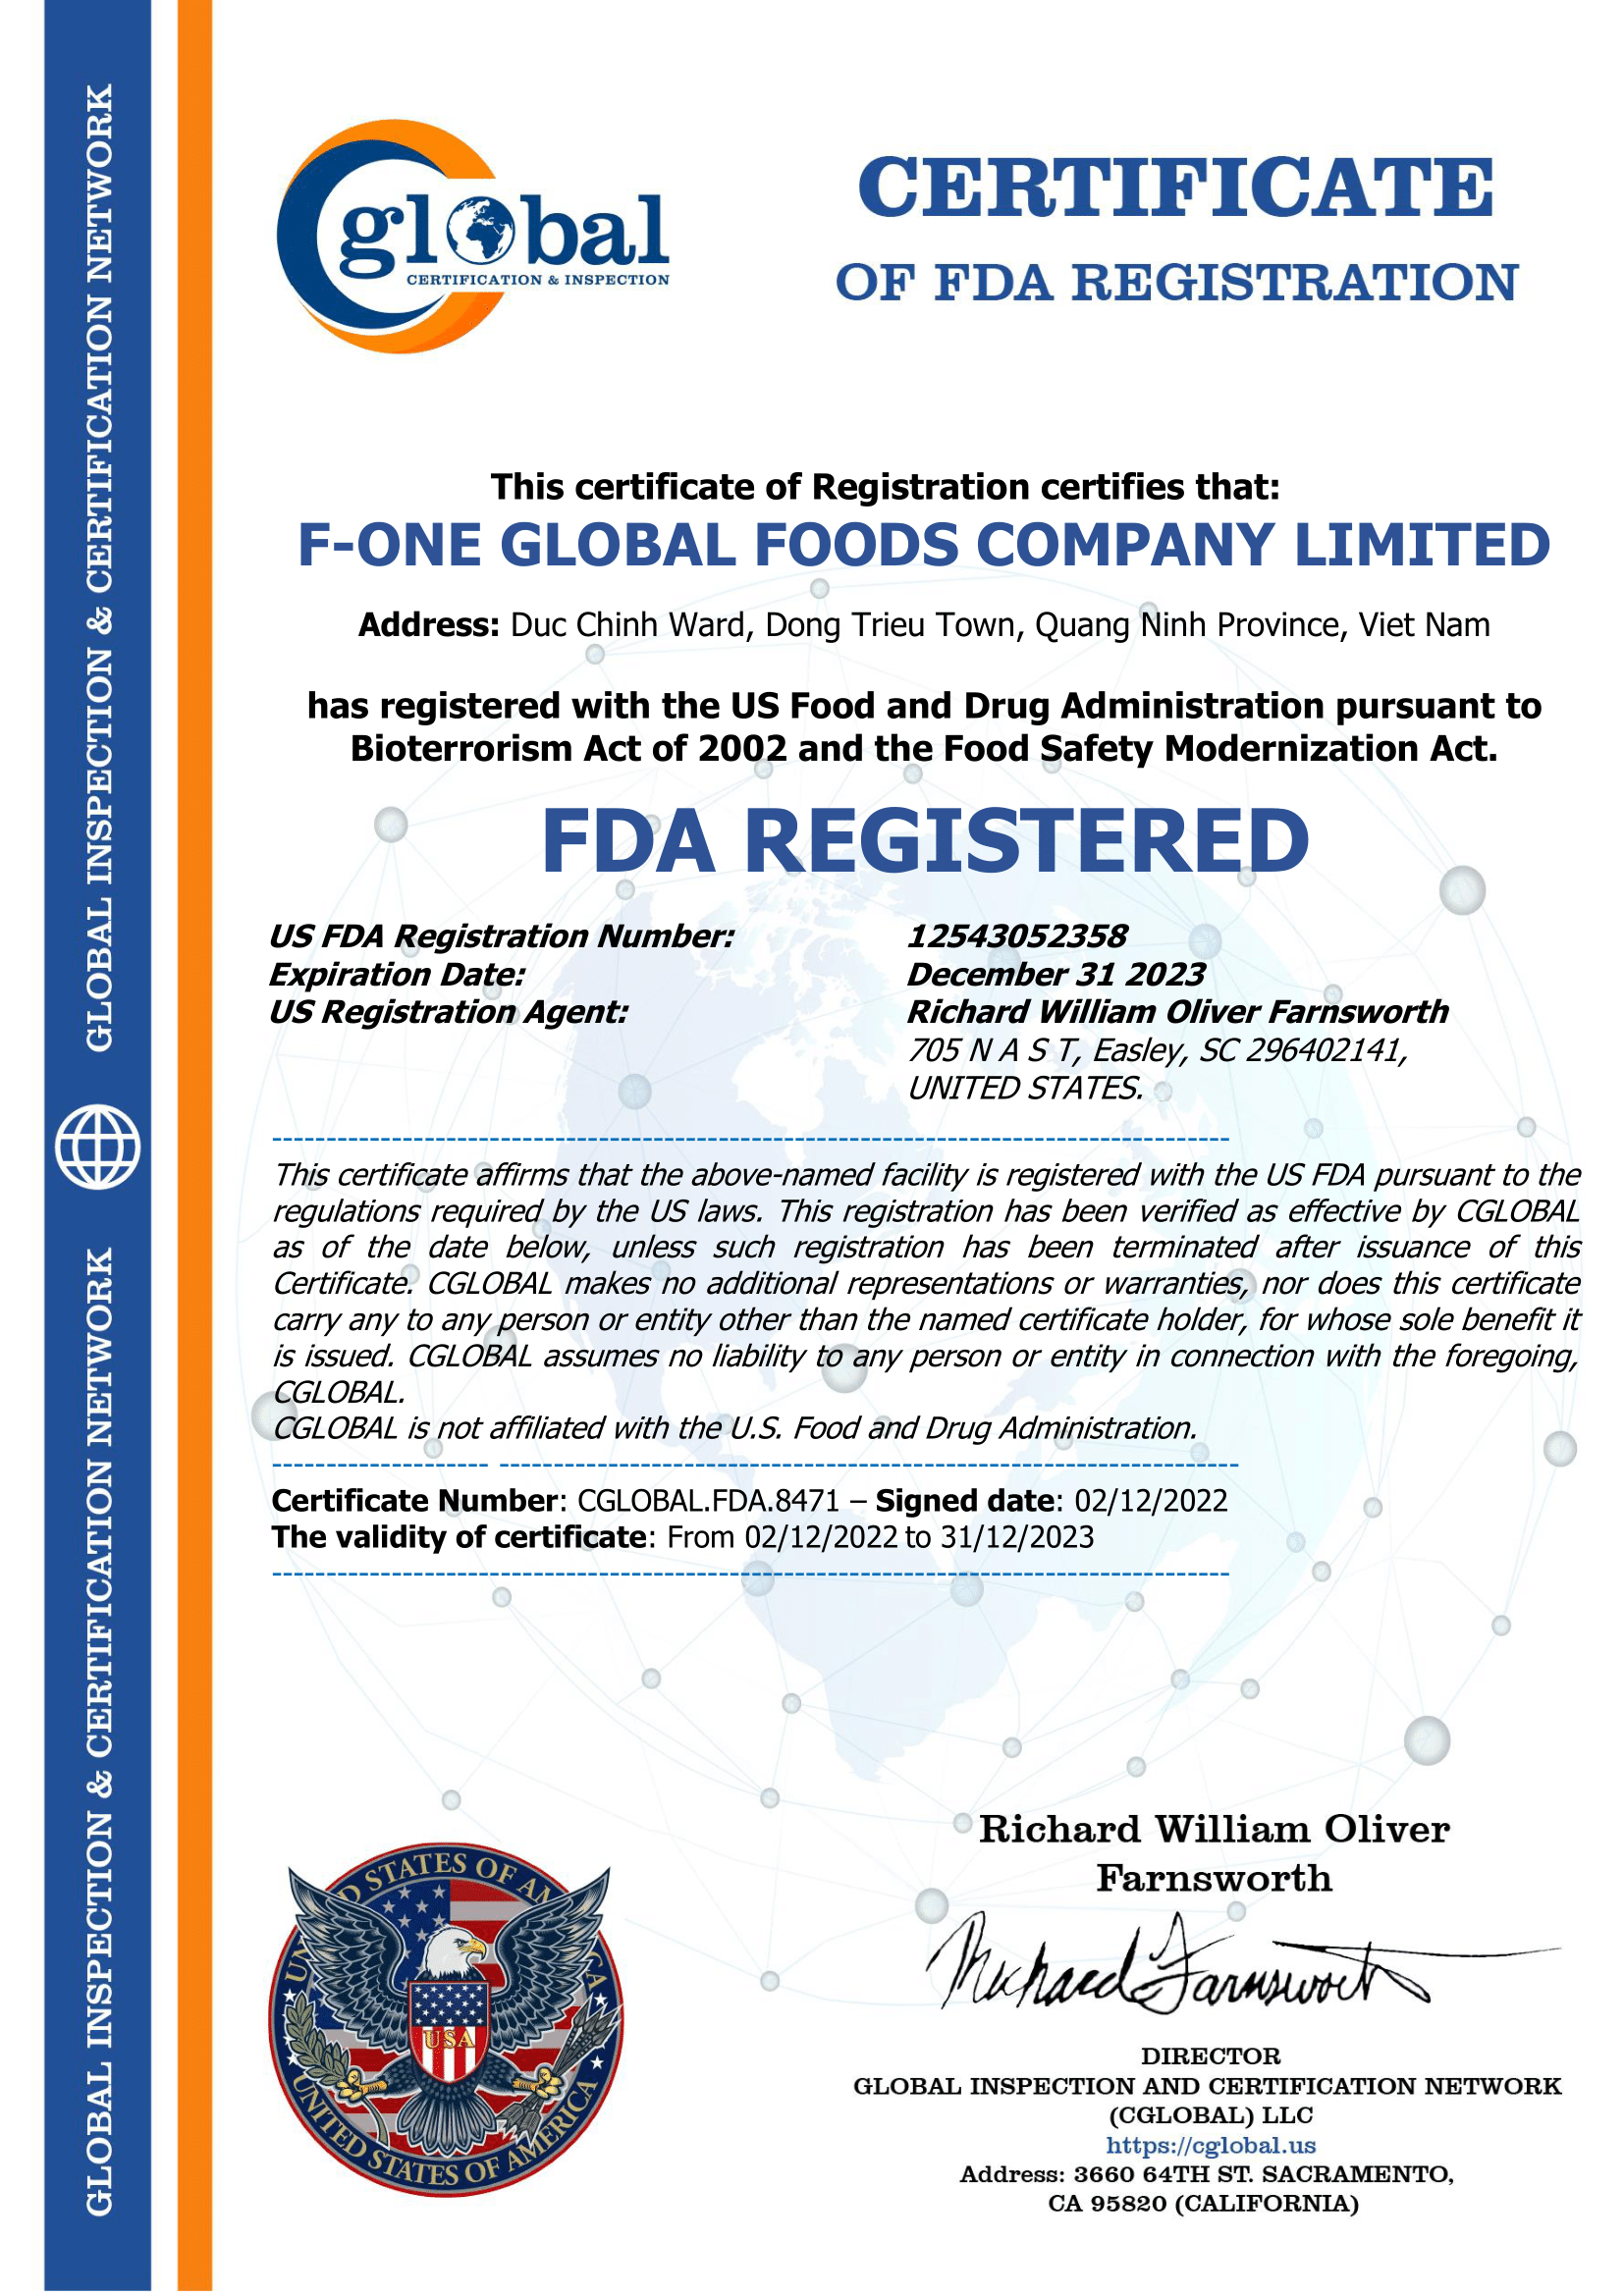 GLOBAL INSPECTION & CERTIFICATION NETWORK
GLOBAL INSPECTION & CERTIFICATION NETWORK
global
CERTIFICATION & INSPECTION
CERTIFICATE
OF FDA REGISTRATION
This certificate of Registration certifies that:
F-ONE GLOBAL FOODS COMPANY LIMITED
Address: Duc Chinh Ward, Dong Trieu Town, Quang Ninh Province, Viet Nam
has registered with the US Food and Drug Administration pursuant to
Bioterrorism Act of 2002 and the Food Safety Modernization Act.
FDA REGISTERED
US FDA Registration Number: 12543052358
Expiration Date: December 31 2023
US Registration Agent: Richard William Oliver Farnsworth
705 N A S T, Easley, SC 296402141,
UNITED STATES.
This certificate affirms that the above-named facility is registered with the US FDA pursuant to the
regulations required by the US laws. This registration has been verified as effective by CGLOBAL
as of the date below, unless such registration has been terminated after issuance of this
Certificate. CGLOBAL makes no additional representations or warranties, nor does this certificate
carry any to any person or entity other than the named certificate holder, for whose sole benefit it
is issued. CGLOBAL assumes no liability to any person or entity in connection with the foregoing,
CGLOBAL.
CGLOBAL is not affiliated with the U.S. Food and Drug Administration.
Certificate Number: CGLOBAL.FDA.8471 – Signed date: 02/12/2022
The validity of certificate: From 02/12/2022 to 31/12/2023
Richard William Oliver
Farnsworth
Richard Farnsworth
DIRECTOR
GLOBAL INSPECTION AND CERTIFICATION NETWORK
(CGLOBAL) LLC
https://cglobal.us
Address: 3660 64TH ST. SACRAMENTO,
CA 95820 (CALIFORNIA)
STATES OF
USA
UNITED STATES OF AMERICA